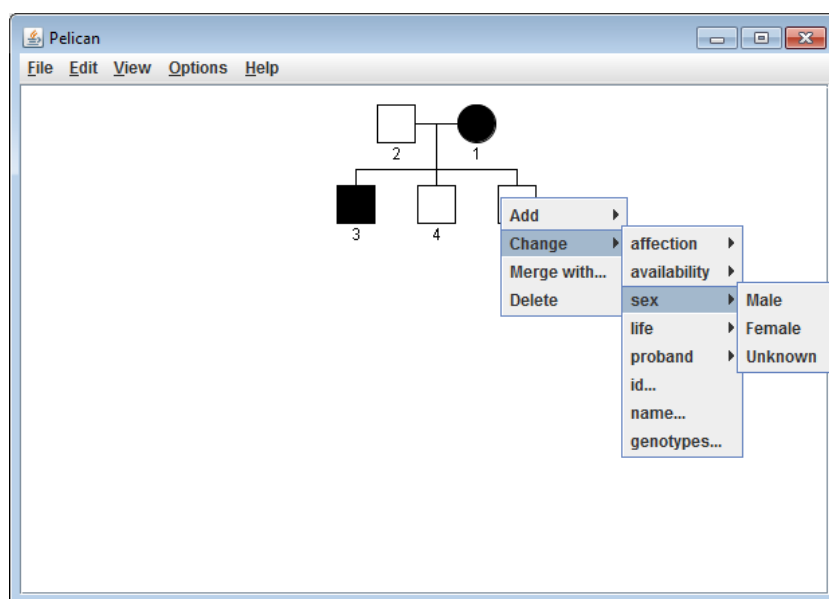 Pelican
File Edit View Options Help
2 1
3 4
Add
Change
Merge with...
Delete
affection
availability
sex
life
proband
id...
name...
genotypes...
Male
Female
Unknown